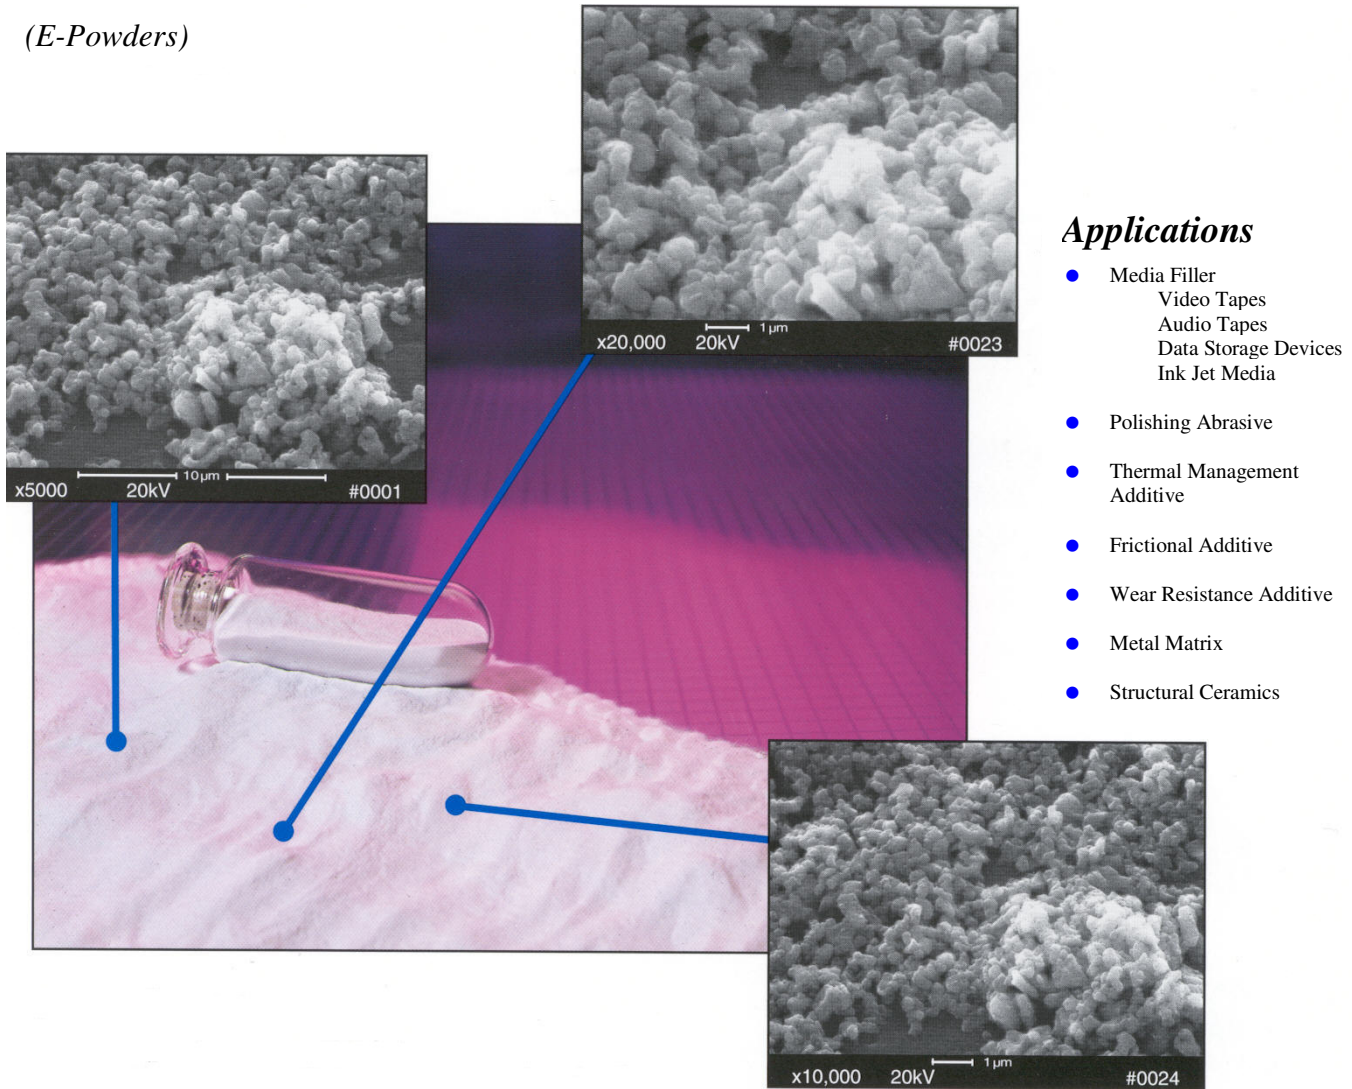 (E-Powders)
x20,000 20kV 1 µm #0023
x5000 20kV 10 µm #0001
Applications
Media Filler
Video Tapes
Audio Tapes
Data Storage Devices
Ink Jet Media
Polishing Abrasive
Thermal Management
Additive
Frictional Additive
Wear Resistance Additive
Metal Matrix
Structural Ceramics
x10,000 20kV 1 µm #0024